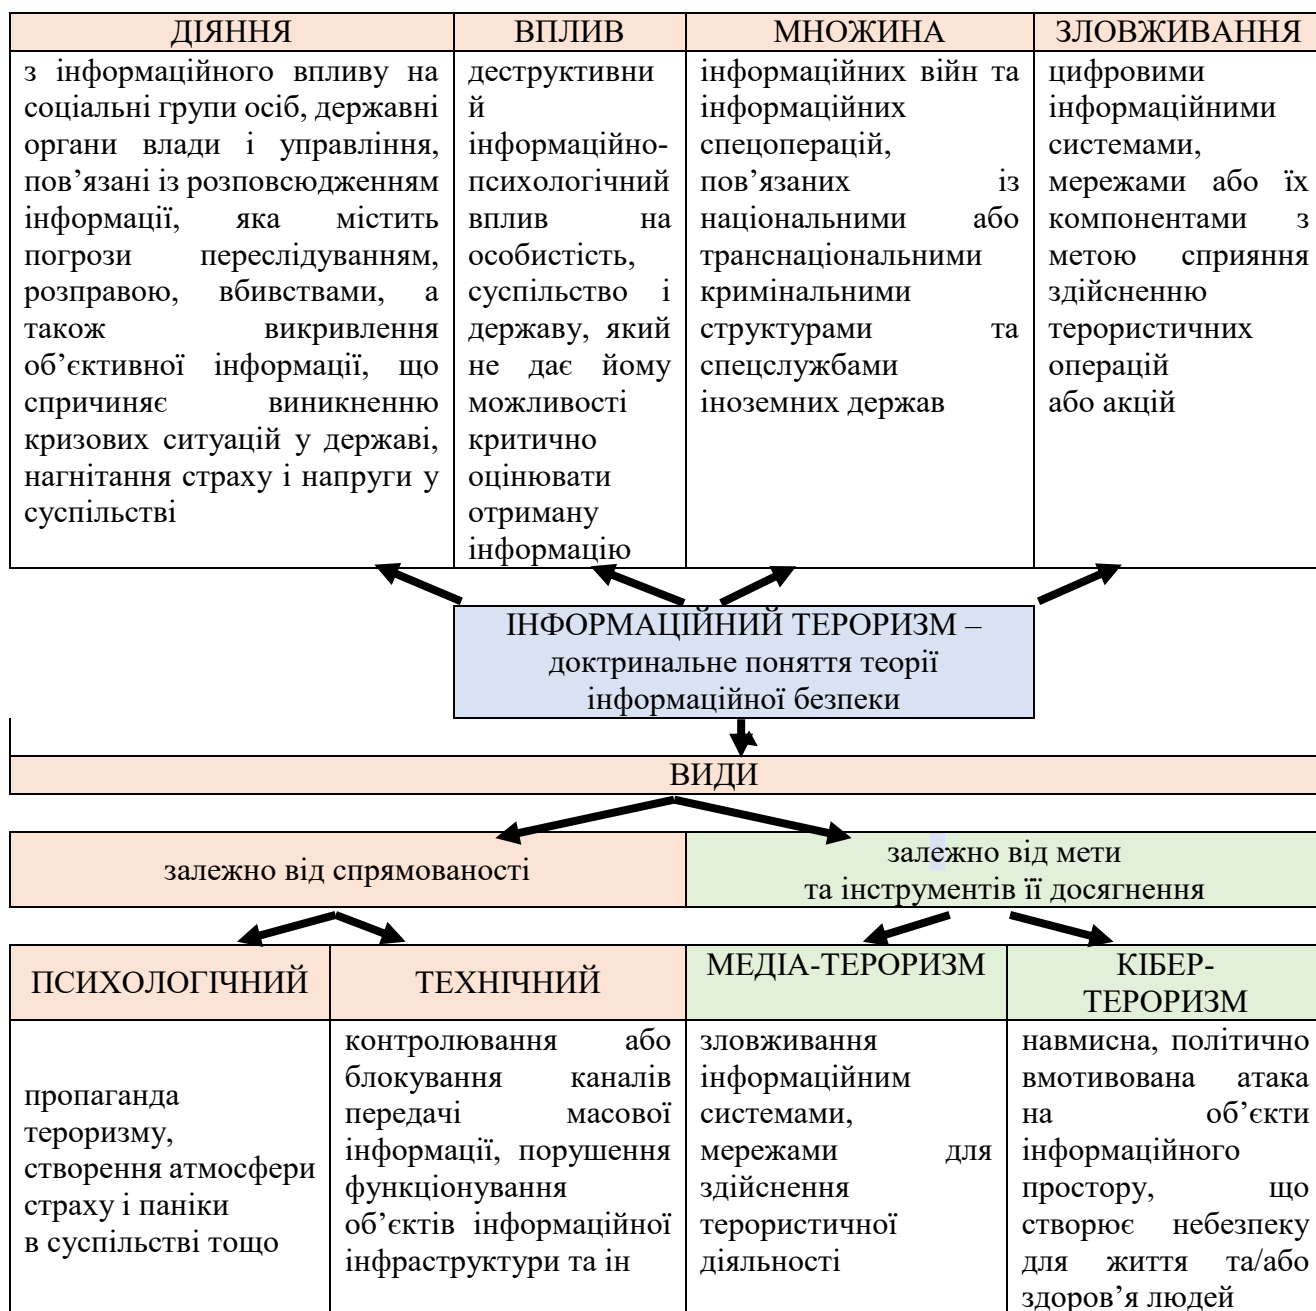 ДІЯННЯ
з інформаційного впливу на
соціальні групи осіб, державні
органи влади і управління,
пов’язані із розповсюдженням
інформації, яка містить
погрози переслідуванням,
розправою, вбивствами, а
також викривлення
об’єктивної інформації, що
спричиняє виникненню
кризових ситуацій у державі,
нагнітання страху і напруги у
суспільстві
ВПЛИВ
деструктивни
й
інформаційно-
психологічний
вплив на
особистість,
суспільство і
державу, який
не дає йому
можливості
критично
оцінювати
отриману
інформацію
МНОЖИНА
інформаційних війн та
інформаційних
спецоперацій,
пов’язаних із
національними або
транснаціональними
кримінальними
структурами та
спецслужбами
іноземних держав
ЗЛОВЖИВАННЯ
цифровими
інформаційними
системами,
мережами або їх
компонентами з
метою сприяння
здійсненню
терористичних
операцій
або акцій
ІНФОРМАЦІЙНИЙ ТЕРОРИЗМ –
доктринальне поняття теорії
інформаційної безпеки
ВИДИ
залежно від спрямованості
залежно від мети
та інструментів її досягнення
ПСИХОЛОГІЧНИЙ
пропаганда
тероризму,
створення атмосфери
страху і паніки
в суспільстві тощо
ТЕХНІЧНИЙ
контролювання або
блокування каналів
передачі масової
інформації, порушення
функціонування
об’єктів інформаційної
інфраструктури та ін
МЕДІА-ТЕРОРИЗМ
зловживання
інформаційним
системами,
мережами для
здійснення
терористичної
діяльності
КІБЕР-
ТЕРОРИЗМ
навмисна, політично
вмотивована атака
на об’єкти
інформаційного
простору, що
створює небезпеку
для життя та/або
здоров’я людей